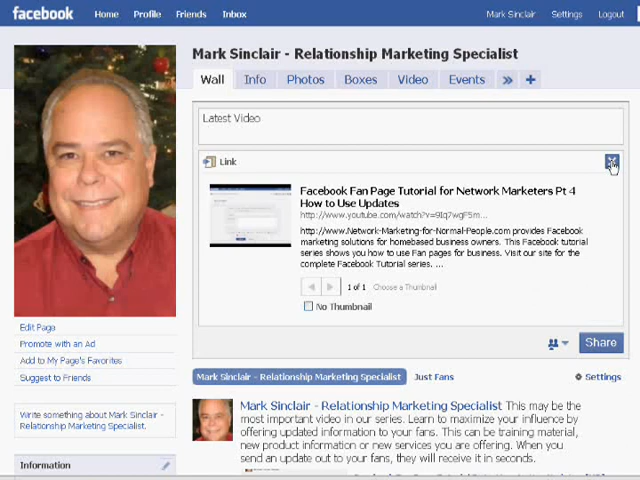 facebook Home Profile Friends Inbox Mark Sinclair Settings Logout
Mark Sinclair - Relationship Marketing Specialist
Wall Info Photos Boxes Video Events » +
Latest Video
Link
Facebook Fan Page Tutorial for Network Marketers Pt 4
How to Use Updates
http://www.youtube.com/watch?v=9Iq7wgF5m...
http://www.Network-Marketing-for-Normal-People.com provides Facebook
marketing solutions for homebased business owners. This Facebook tutorial
series shows you how to use Fan pages for business. Visit our site for the
complete Facebook Tutorial series. ...
1 of 1 Choose a Thumbnail
No Thumbnail
Share
Edit Page
Promote with an Ad
Add to My Page's Favorites
Suggest to Friends
Write something about Mark Sinclair -
Relationship Marketing Specialist.
Information
Mark Sinclair - Relationship Marketing Specialist Just Fans Settings
Mark Sinclair - Relationship Marketing Specialist This may be the
most important video in our series. Learn to maximize your influence by
offering updated information to your fans. This can be training material,
new product information or new services you are offering. When you
send an update out to your fans, they will receive it in seconds.